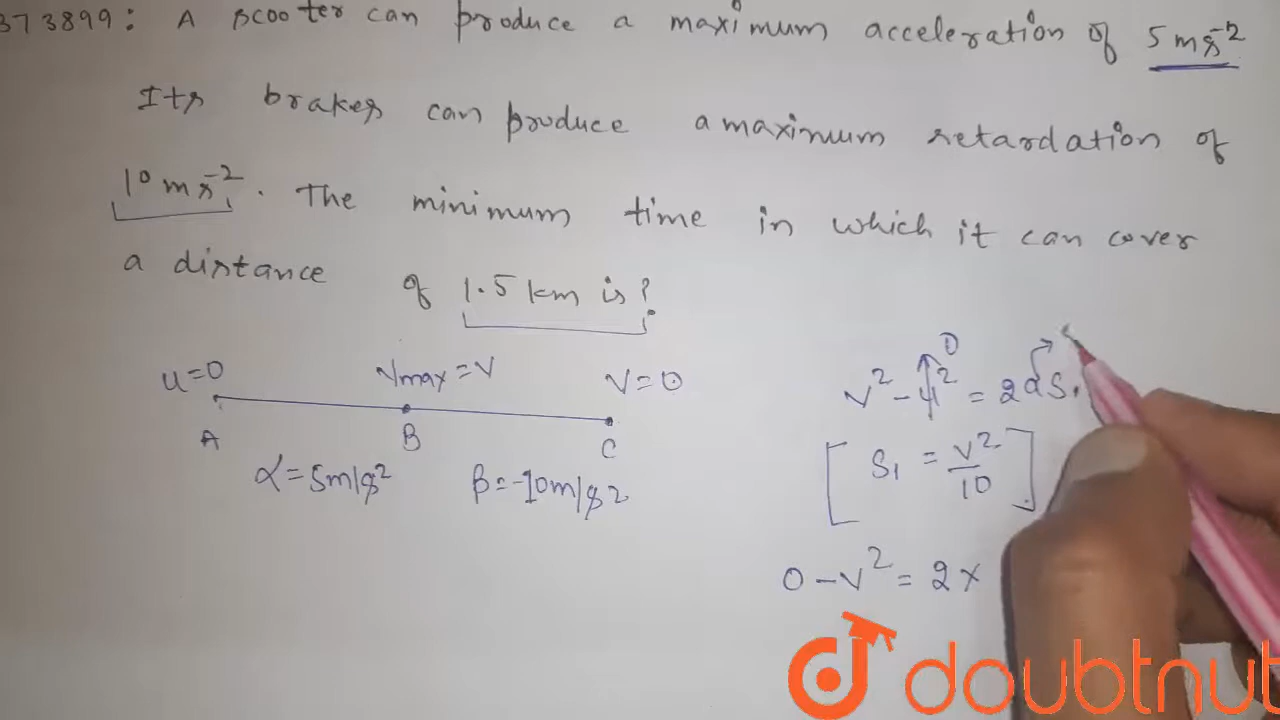 373899: A scooter can produce a maximum acceleration of 5 ms⁻²
Its brakes can produce a maximum retardation of
10 ms⁻². The minimum time in which it can cover
a distance of 1.5 km is?
u=0 Vmax = V V=0
A B C
α=5m/s² β=-10m/s²
0
v² - u² = 2as₁
[S₁ = v²/10]
0 - v² = 2×
doubtnut